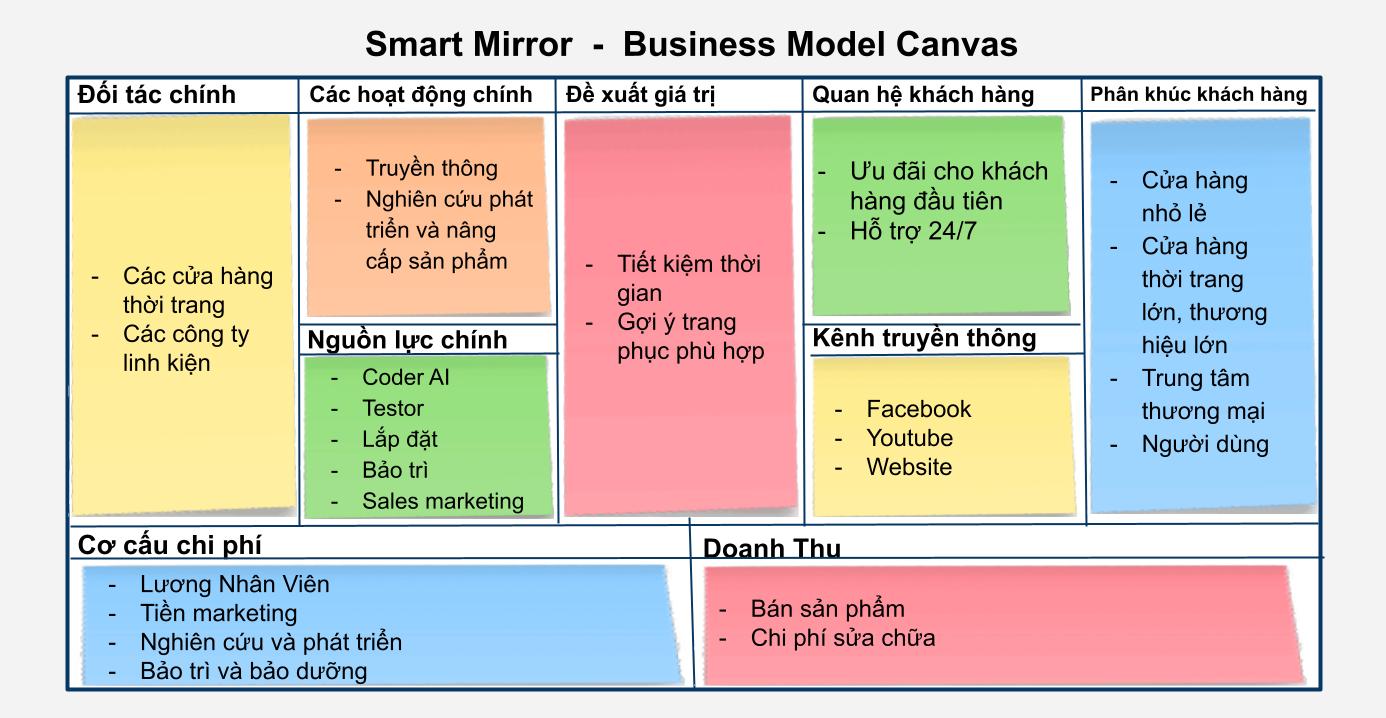 Smart Mirror - Business Model Canvas
Đối tác chính
- Các cửa hàng
thời trang
- Các công ty
linh kiện
Các hoạt động chính
- Truyền thông
- Nghiên cứu phát
triển và nâng
cấp sản phẩm
Nguồn lực chính
- Coder AI
- Testor
- Lắp đặt
- Bảo trì
- Sales marketing
Đề xuất giá trị
- Tiết kiệm thời
gian
- Gợi ý trang
phục phù hợp
Quan hệ khách hàng
- Ưu đãi cho khách
hàng đầu tiên
- Hỗ trợ 24/7
Kênh truyền thông
- Facebook
- Youtube
- Website
Phân khúc khách hàng
- Cửa hàng
nhỏ lẻ
- Cửa hàng
thời trang
lớn, thương
hiệu lớn
- Trung tâm
thương mại
- Người dùng
Cơ cấu chi phí
- Lương Nhân Viên
- Tiền marketing
- Nghiên cứu và phát triển
- Bảo trì và bảo dưỡng
Doanh Thu
- Bán sản phẩm
- Chi phí sửa chữa